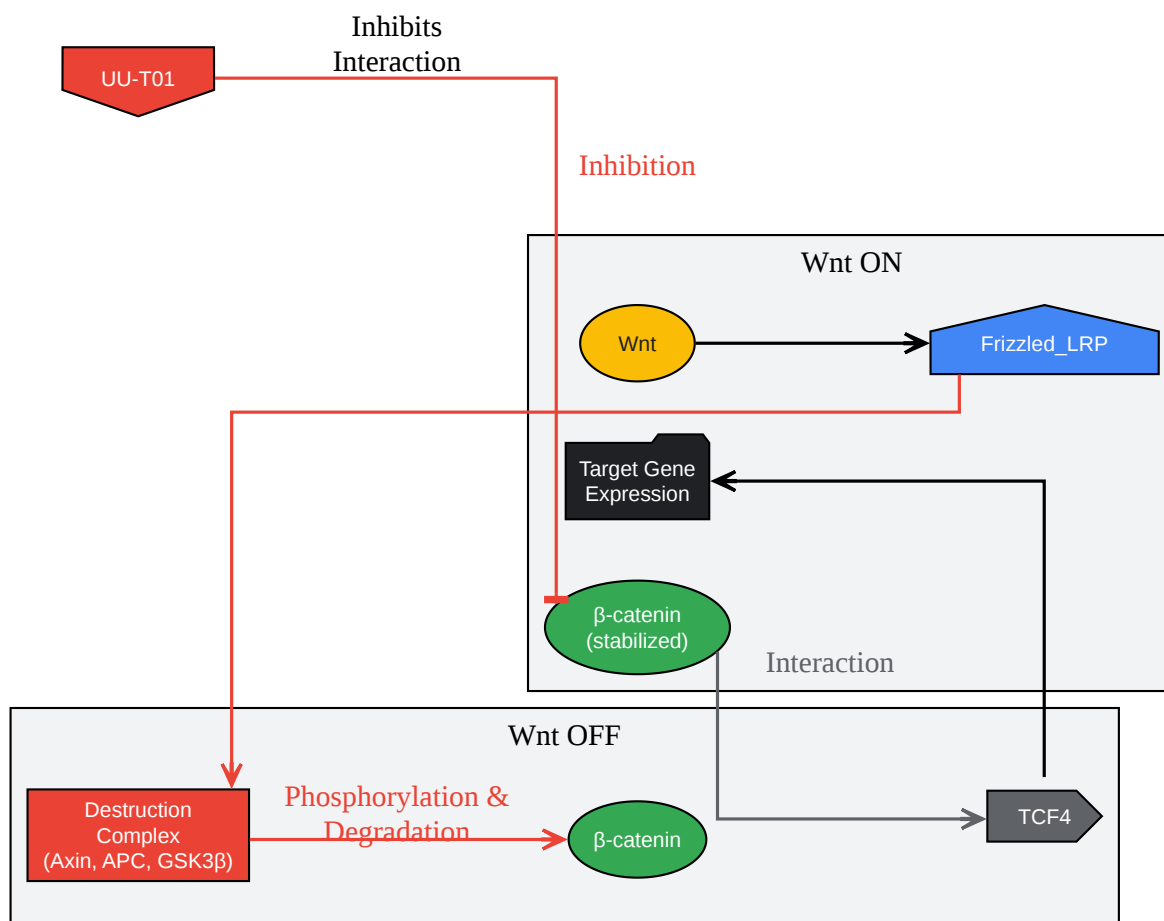 Inhibits
Interaction
UU-T01
Inhibition
Wnt ON
Wnt
Frizzled_LRP
Target Gene
Expression
β-catenin
(stabilized)
Interaction
Wnt OFF
Destruction
Complex
(Axin, APC, GSK3β)
Phosphorylation &
Degradation
β-catenin
TCF4